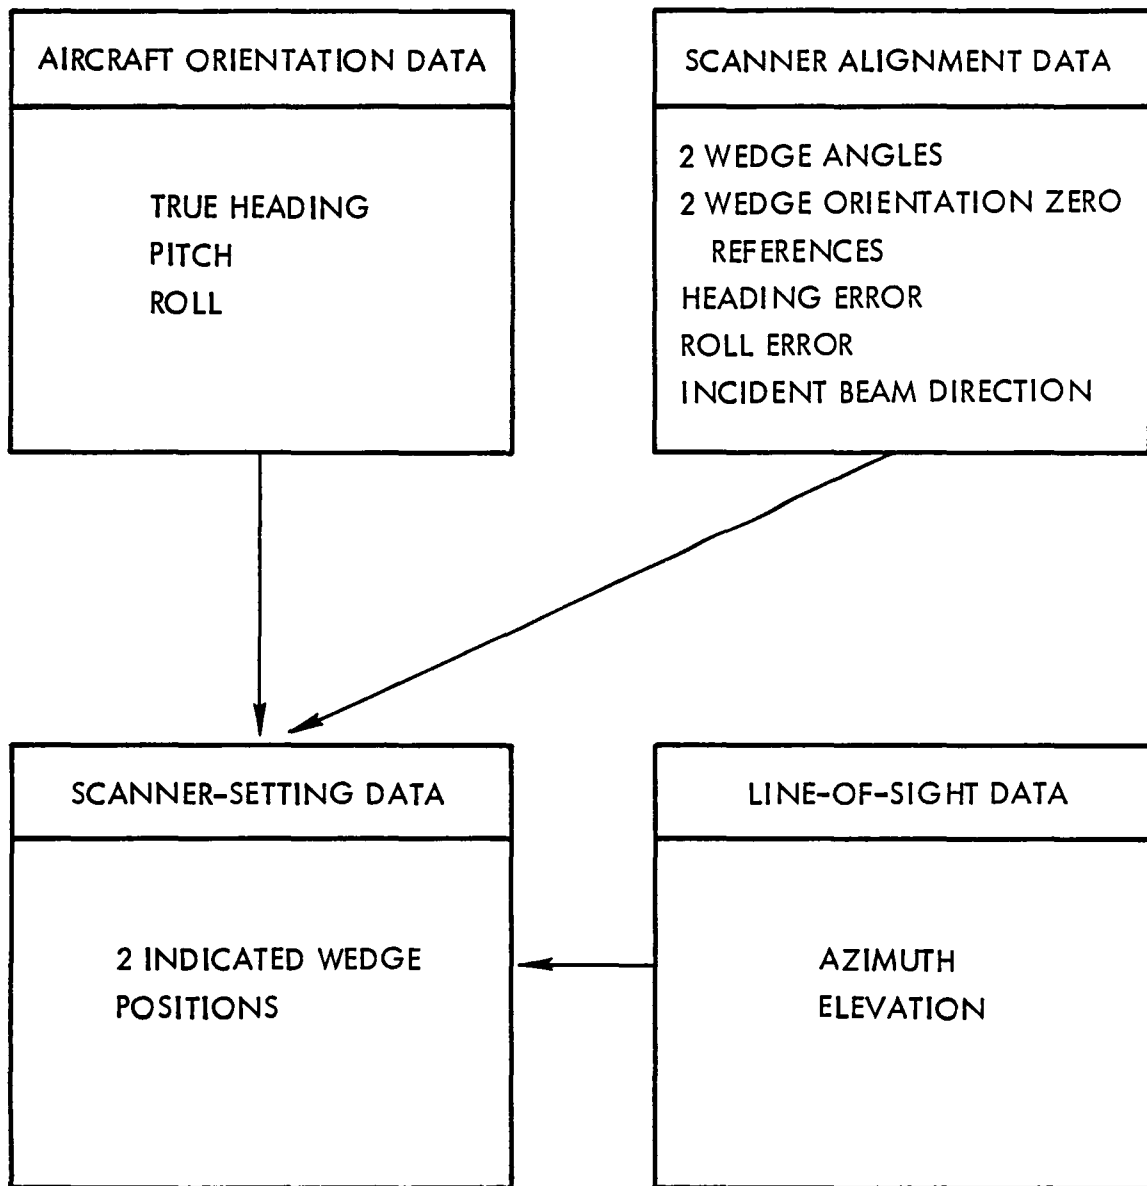 AIRCRAFT ORIENTATION DATA
TRUE HEADING
PITCH
ROLL
SCANNER ALIGNMENT DATA
2 WEDGE ANGLES
2 WEDGE ORIENTATION ZERO
REFERENCES
HEADING ERROR
ROLL ERROR
INCIDENT BEAM DIRECTION
SCANNER-SETTING DATA
2 INDICATED WEDGE
POSITIONS
LINE-OF-SIGHT DATA
AZIMUTH
ELEVATION